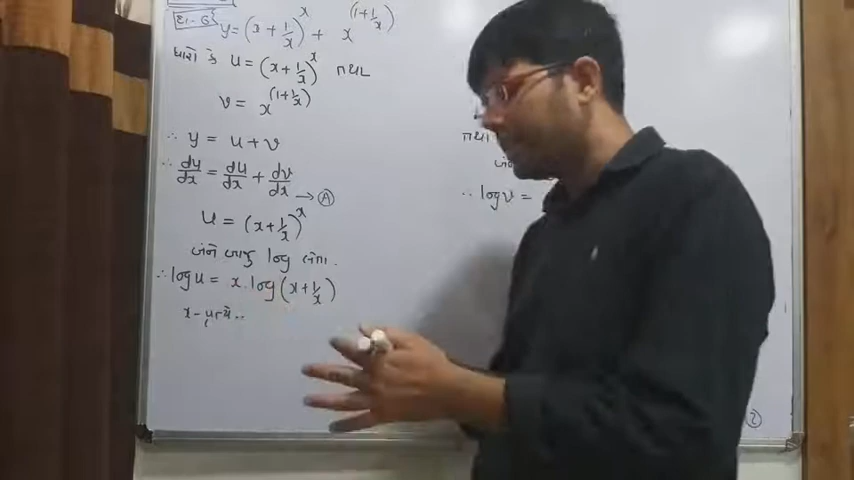 દા-6 y = (x + 1/x)^x + x^(1 + 1/x)
ધારો કે u = (x + 1/x)^x તથા
v = x^(1 + 1/x)
∴ y = u + v
∴ dy/dx = du/dx + dv/dx → Ⓐ
u = (x + 1/x)^x
બંને બાજુ log લેતા.
∴ log u = x . log (x + 1/x)
x - પ્રત્યે..
તથા
બંને
∴ log v =
②